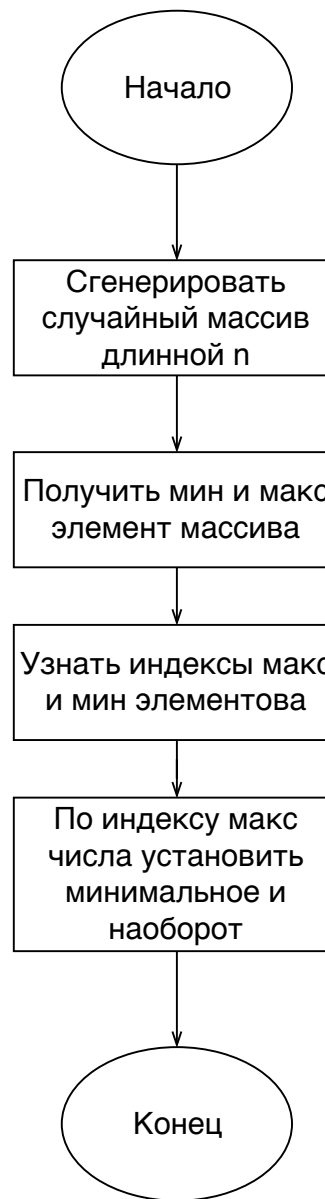 Начало
Сгенерировать
случайный массив
длинной n
Получить мин и макс
элемент массива
Узнать индексы макс
и мин элементова
По индексу макс
числа установить
минимальное и
наоборот
Конец